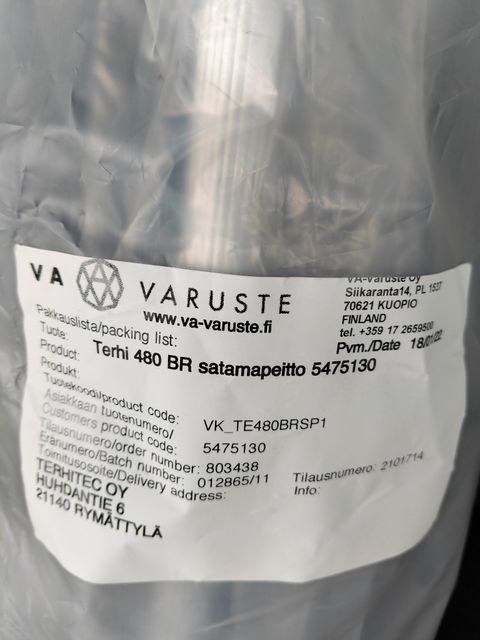 VA VARUSTE
www.va-varuste.fi
VA-Varuste Oy
Siikaranta14, PL 1537
70621 KUOPIO
FINLAND
tel. +359 17 2659500
Pvm./Date 18/01/22
Pakkauslista/packing list:
Tuote:
Product: Terhi 480 BR satamapeitto 5475130
Produkt:
Tuotekoodi/product code: VK_TE480BRSP1
Asiakkaan tuotenumero/
Customers product code: 5475130
Tilausnumero/order number: 803438
Eränumero/Batch number: 012865/11
Tilausnumero: 2101714
Toimitusosoite/Delivery address:
Info:
TERHITEC OY
HUHDANTIE 6
21140 RYMÄTTYLÄ